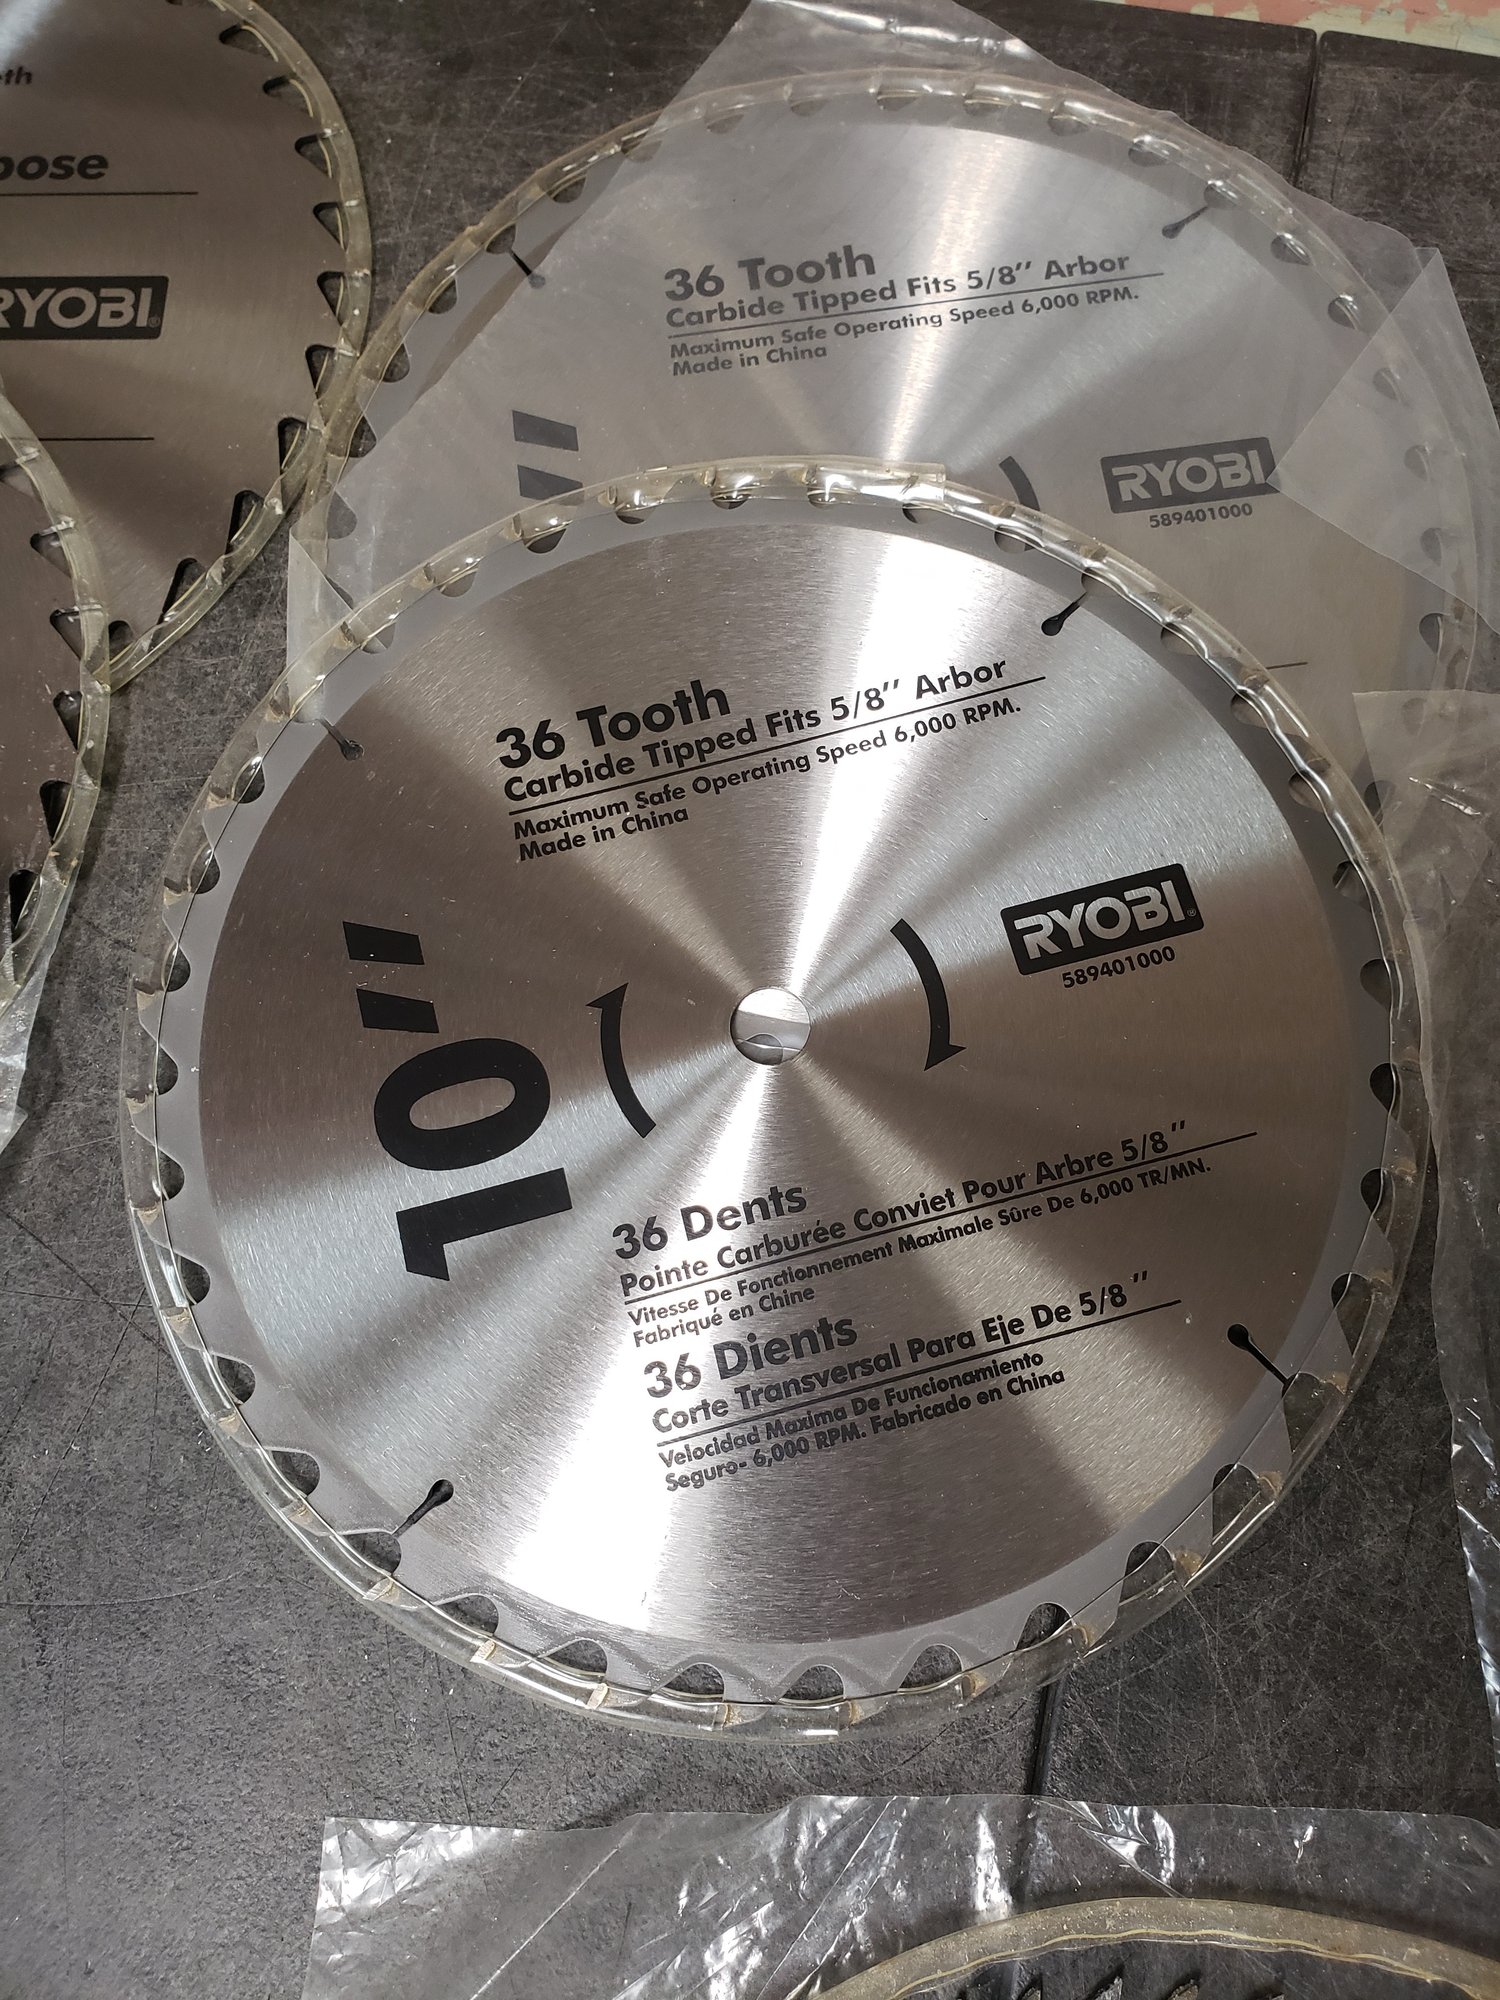 RYOBI
36 Tooth
Carbide Tipped Fits 5/8" Arbor
Maximum Safe Operating Speed 6,000 RPM.
Made in China
RYOBI
589401000
36 Tooth
Carbide Tipped Fits 5/8" Arbor
Maximum Safe Operating Speed 6,000 RPM.
Made in China
RYOBI®
589401000
10"
36 Dents
Pointe Carburée Conviet Pour Arbre 5/8"
Vitesse De Fonctionnement Maximale Sûre De 6,000 TR/MN.
Fabriqué en Chine
36 Dients
Corte Transversal Para Eje De 5/8"
Velocidad Maxima De Funcionamiento
Seguro- 6,000 RPM. Fabricado en China